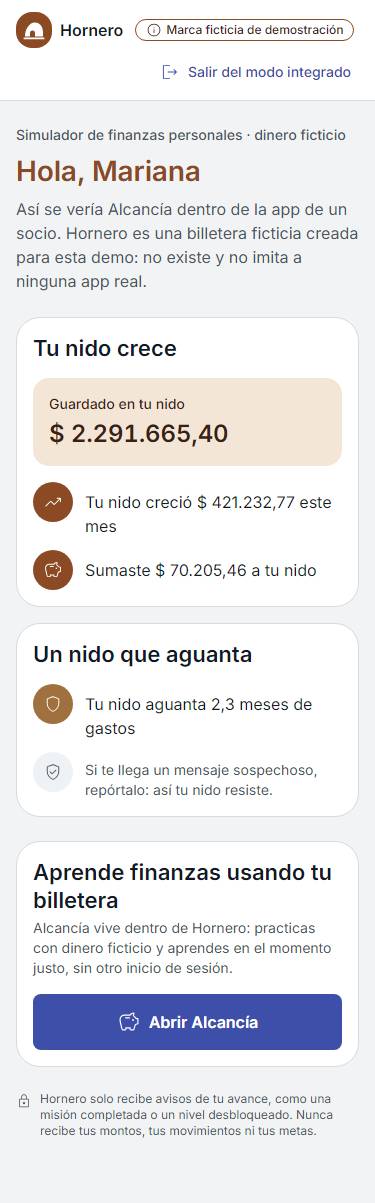 Hornero
Marca ficticia de demostración
Salir del modo integrado
Simulador de finanzas personales · dinero ficticio
Hola, Mariana
Así se vería Alcancía dentro de la app de un
socio. Hornero es una billetera ficticia creada
para esta demo: no existe y no imita a
ninguna app real.
Tu nido crece
Guardado en tu nido
$ 2.291.665,40
Tu nido creció $ 421.232,77 este
mes
Sumaste $ 70.205,46 a tu nido
Un nido que aguanta
Tu nido aguanta 2,3 meses de
gastos
Si te llega un mensaje sospechoso,
repórtalo: así tu nido resiste.
Aprende finanzas usando tu
billetera
Alcancía vive dentro de Hornero: practicas
con dinero ficticio y aprendes en el momento
justo, sin otro inicio de sesión.
Abrir Alcancía
Hornero solo recibe avisos de tu avance, como una
misión completada o un nivel desbloqueado. Nunca
recibe tus montos, tus movimientos ni tus metas.